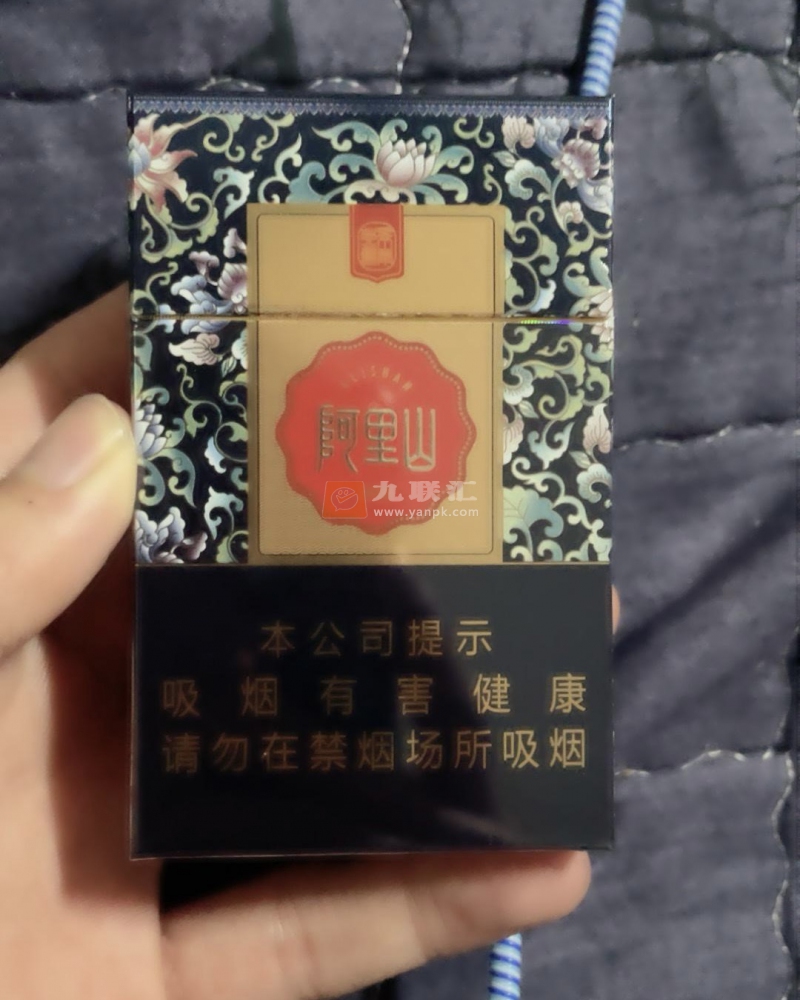 ALISHAN
阿里山
九联汇
www.yanpk.com
本公司提示
吸烟有害健康
请勿在禁烟场所吸烟